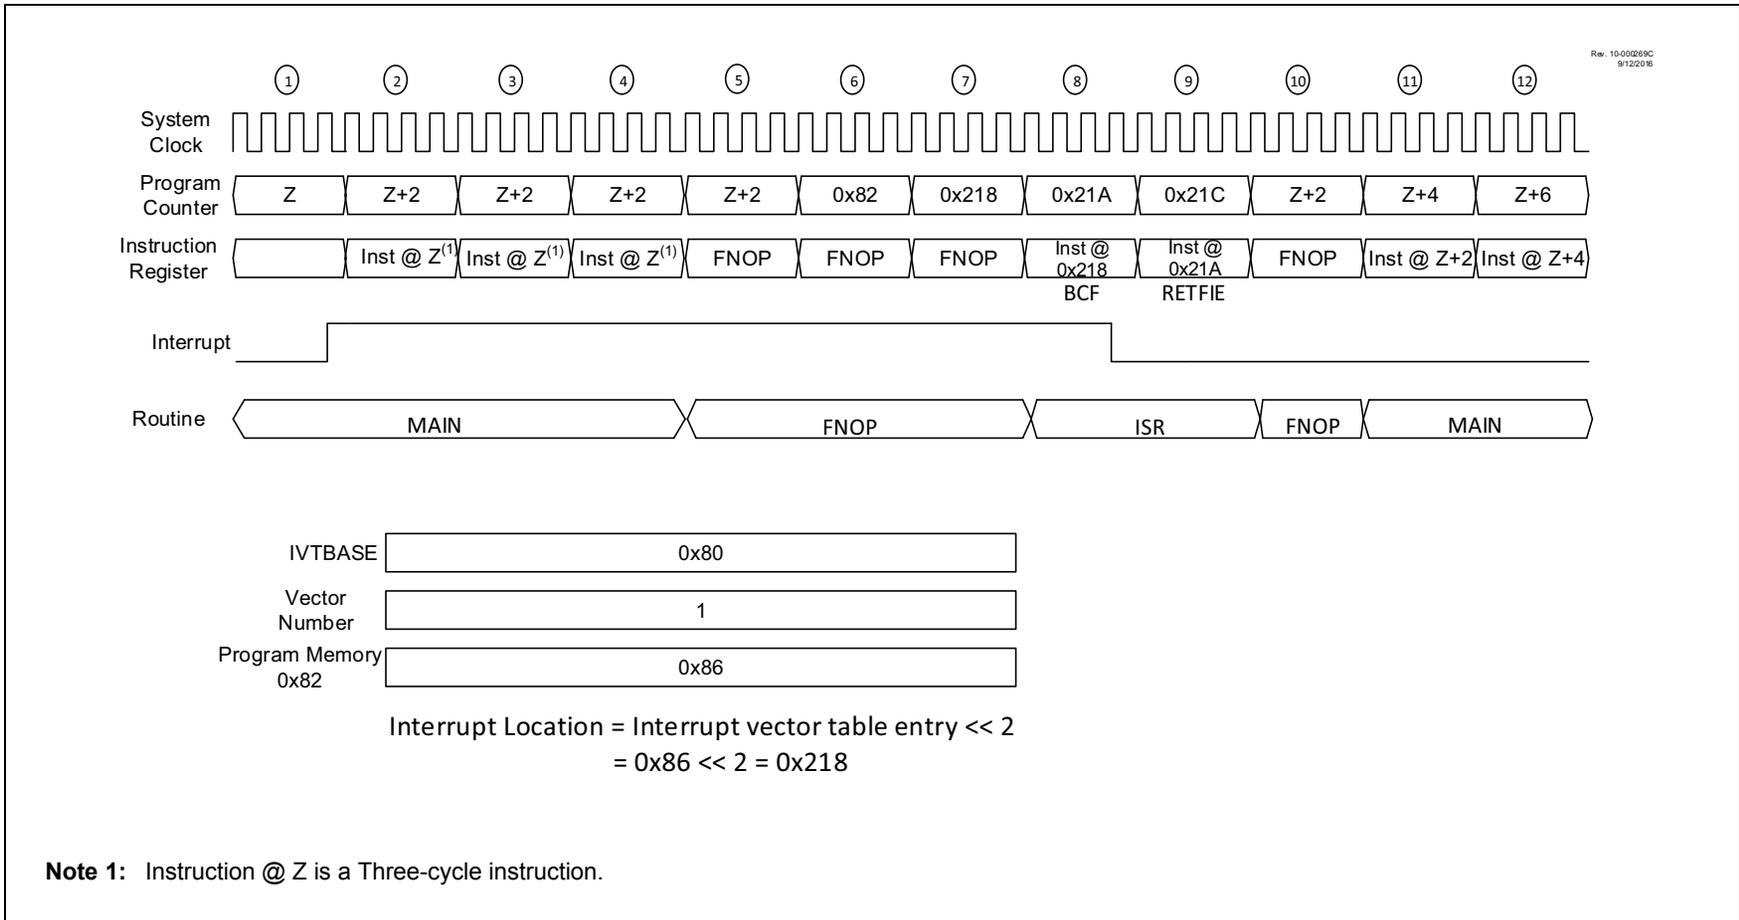 Rev. 10-000269C
9/12/2016
1 2 3 4 5 6 7 8 9 10 11 12
System
Clock
Program
Counter
Z Z+2 Z+2 Z+2 Z+2 0x82 0x218 0x21A 0x21C Z+2 Z+4 Z+6
Instruction
Register
Inst @ Z(1) Inst @ Z(1) Inst @ Z(1) FNOP FNOP FNOP Inst @ 0x218 Inst @ 0x21A FNOP Inst @ Z+2 Inst @ Z+4
BCF RETFIE
Interrupt
Routine
MAIN FNOP ISR FNOP MAIN
IVTBASE 0x80
Vector
Number
1
Program Memory
0x82
0x86
Interrupt Location = Interrupt vector table entry << 2
= 0x86 << 2 = 0x218
Note 1: Instruction @ Z is a Three-cycle instruction.